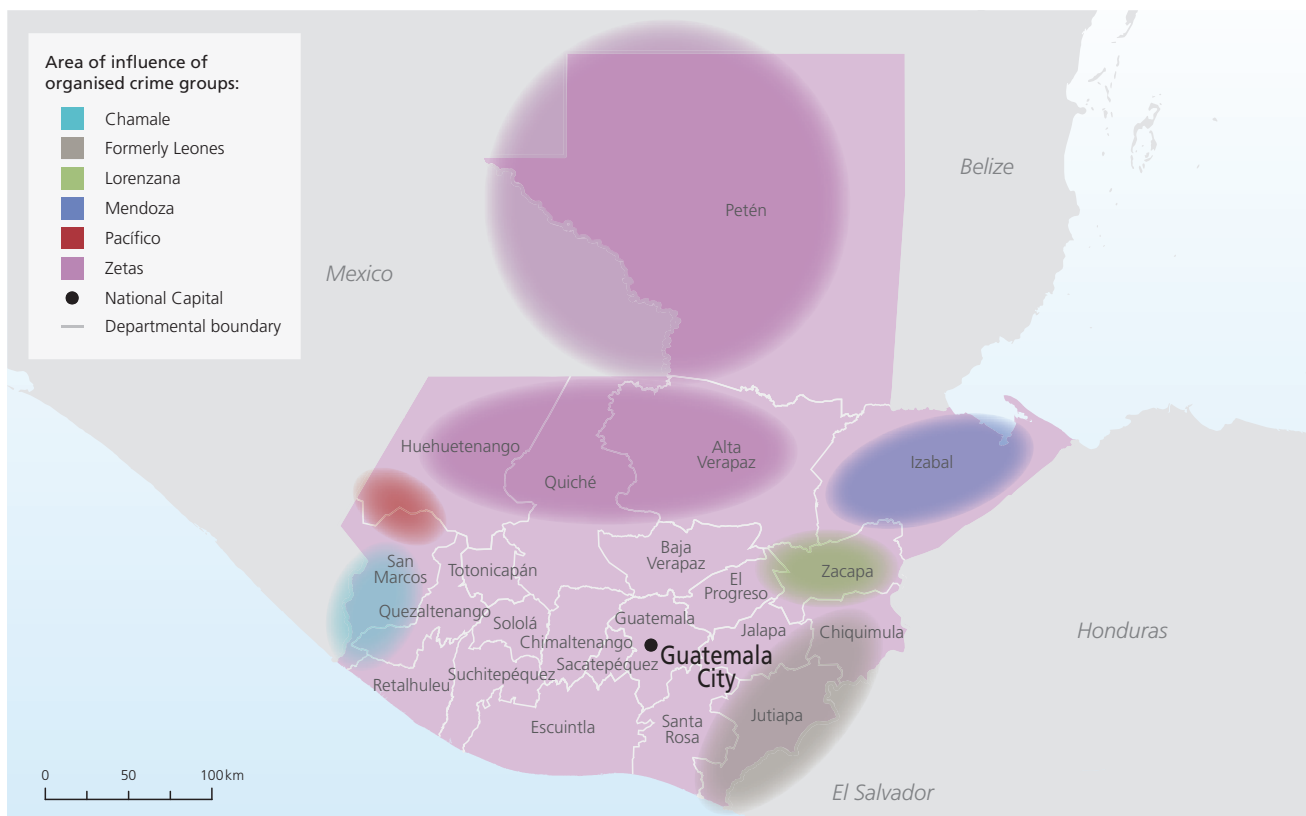 Area of influence of
organised crime groups:
Chamale
Formerly Leones
Lorenzana
Mendoza
Pacífico
Zetas
National Capital
Departmental boundary
Mexico
Belize
Petén
Huehuetenango
Quiché
Alta
Verapaz
Izabal
San
Marcos
Totonicapán
Baja
Verapaz
El
Progreso
Zacapa
Quezaltenango
Sololá
Guatemala
Chimaltenango
Jalapa
Chiquimula
Honduras
Sacatepéquez
Guatemala
City
Retalhuleu
Suchitepéquez
Escuintla
Santa
Rosa
Jutiapa
El Salvador
0 50 100km